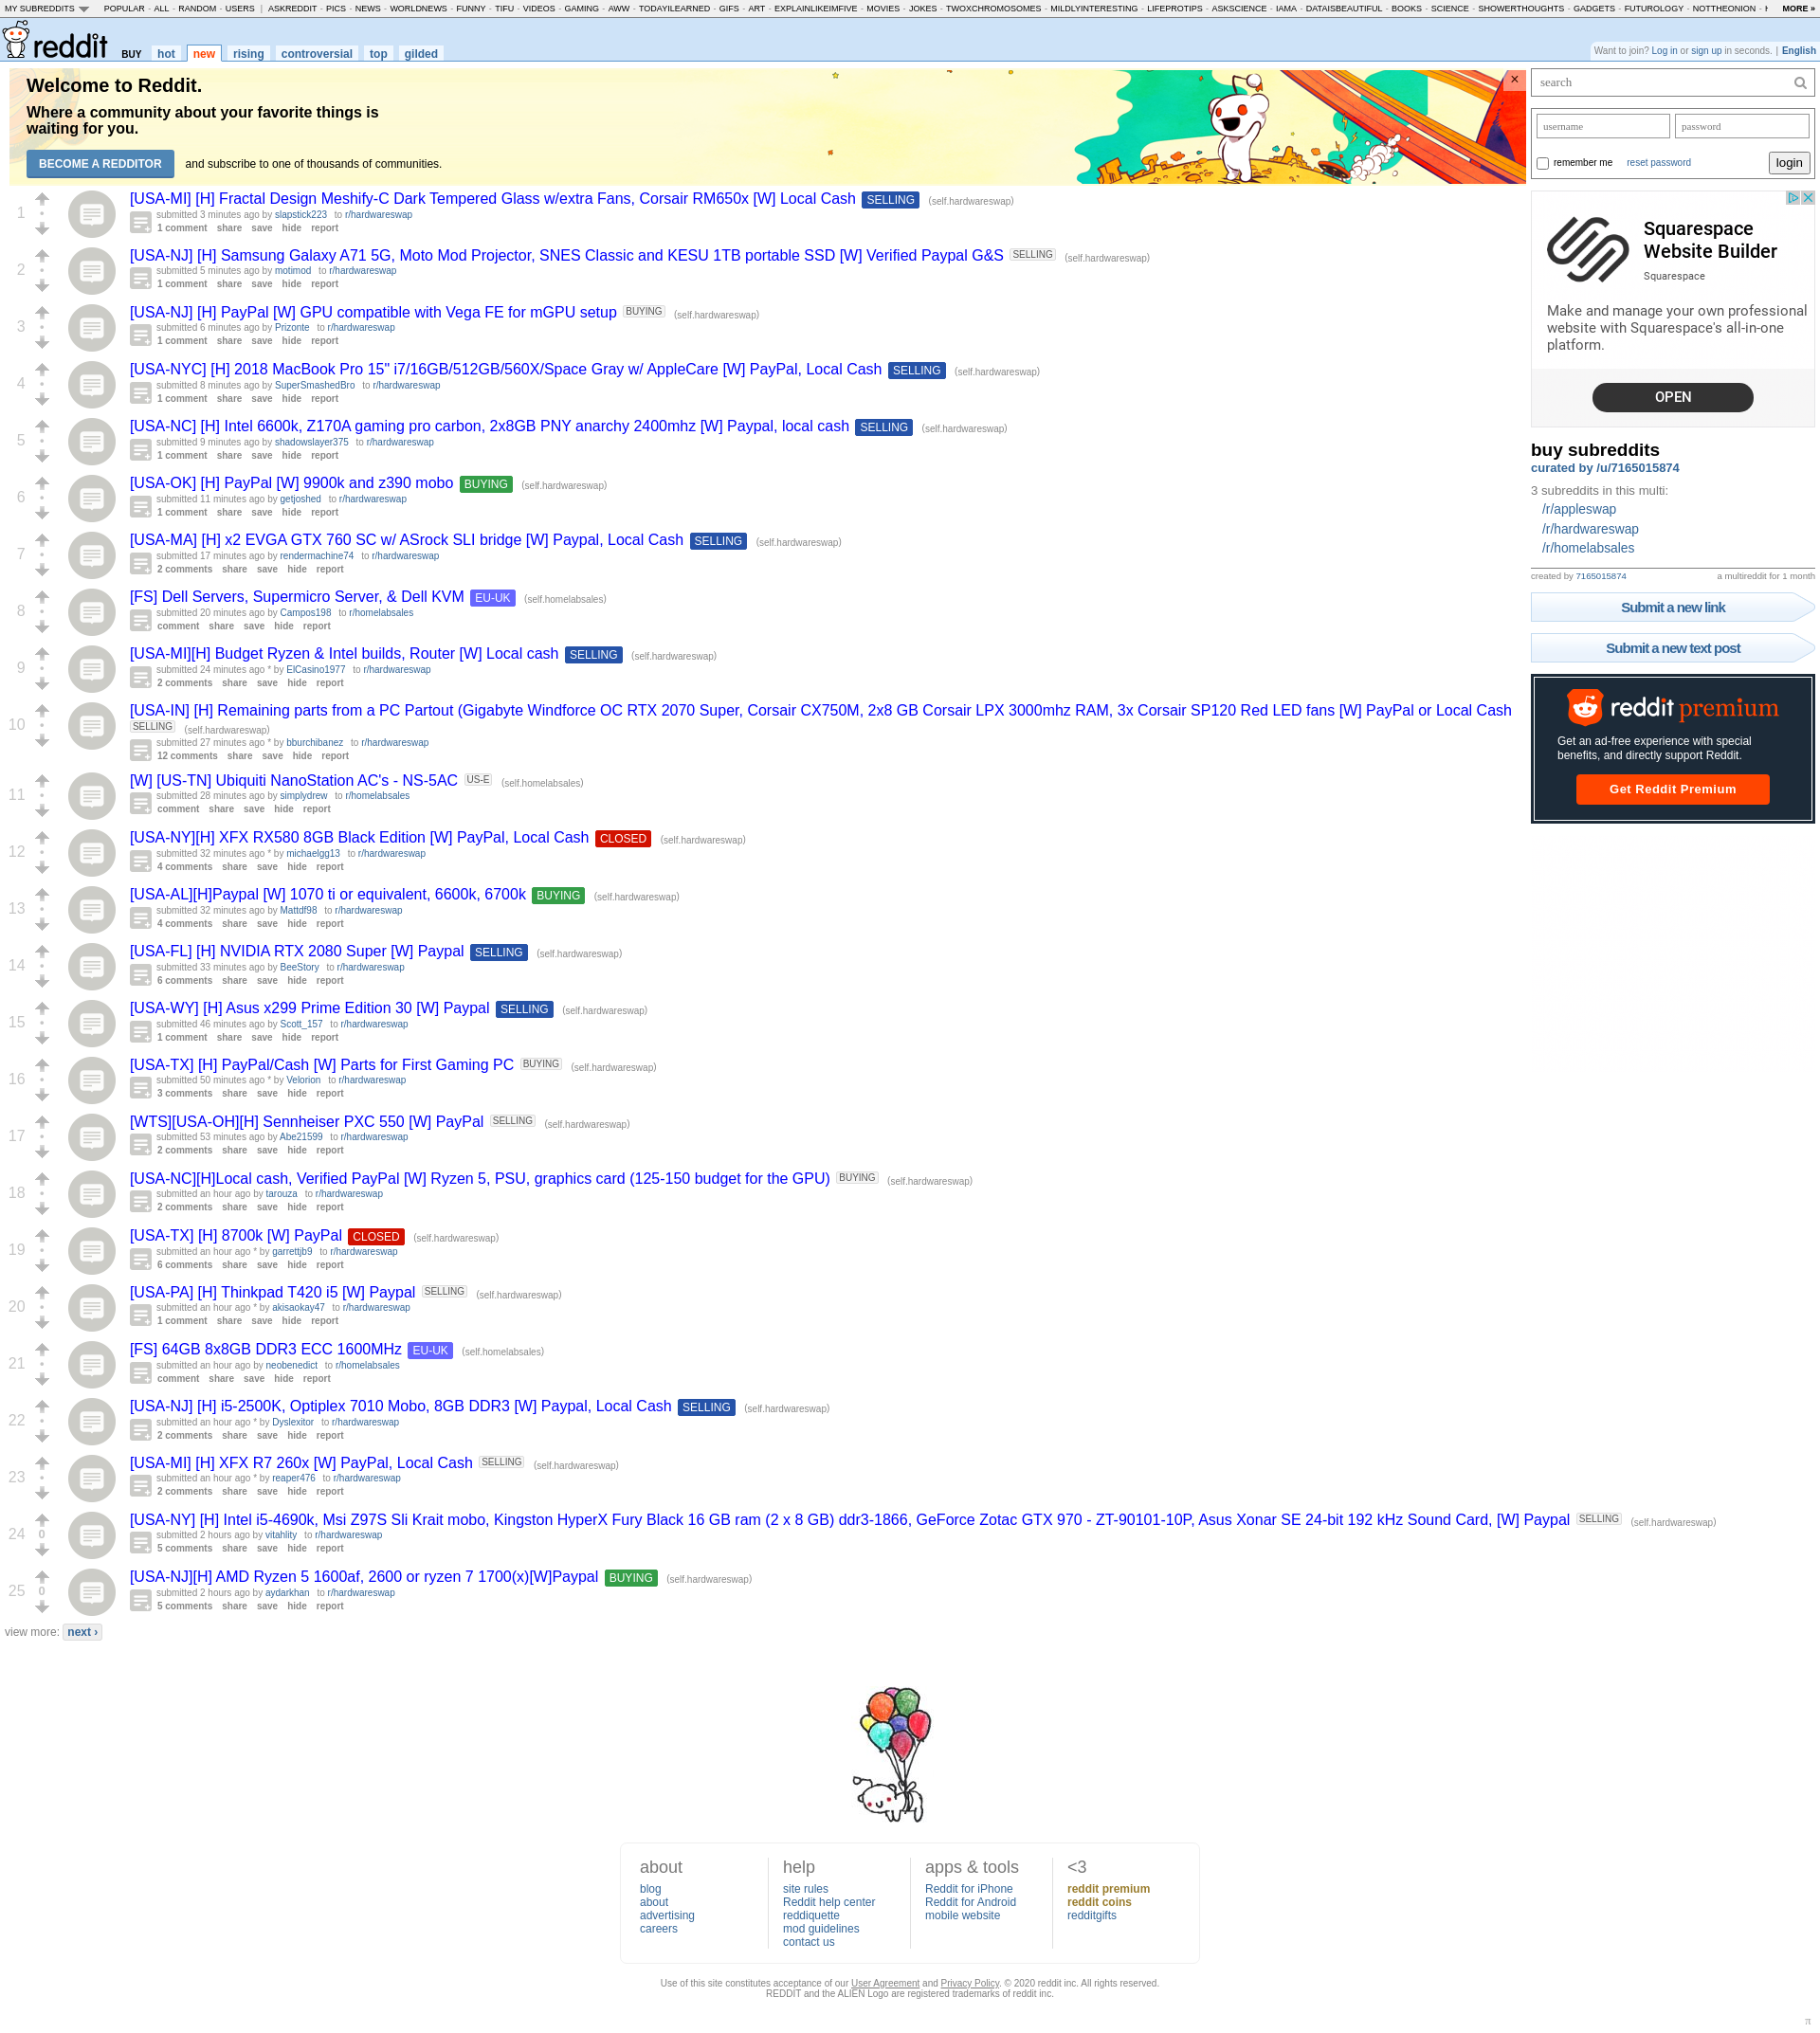 MY SUBREDDITS POPULAR - ALL - RANDOM - USERS | ASKREDDIT - PICS - NEWS - WORLDNEWS - FUNNY - TIFU - VIDEOS - GAMING - AWW - TODAYILEARNED - GIFS - ART - EXPLAINLIKEIMFIVE - MOVIES - JOKES - TWOXCHROMOSOMES - MILDLYINTERESTING - LIFEPROTIPS - ASKSCIENCE - IAMA - DATAISBEAUTIFUL - BOOKS - SCIENCE - SHOWERTHOUGHTS - GADGETS - FUTUROLOGY - NOTTHEONION - MORE »
reddit BUY hot new rising controversial top gilded
Want to join? Log in or sign up in seconds. | English
Welcome to Reddit.
Where a community about your favorite things is
waiting for you.
BECOME A REDDITOR and subscribe to one of thousands of communities.
×
1
[USA-MI] [H] Fractal Design Meshify-C Dark Tempered Glass w/extra Fans, Corsair RM650x [W] Local Cash SELLING (self.hardwareswap)
submitted 3 minutes ago by slapstick223 to r/hardwareswap
1 comment share save hide report
2
[USA-NJ] [H] Samsung Galaxy A71 5G, Moto Mod Projector, SNES Classic and KESU 1TB portable SSD [W] Verified Paypal G&S SELLING (self.hardwareswap)
submitted 5 minutes ago by motimod to r/hardwareswap
1 comment share save hide report
3
[USA-NJ] [H] PayPal [W] GPU compatible with Vega FE for mGPU setup BUYING (self.hardwareswap)
submitted 6 minutes ago by Prizonte to r/hardwareswap
1 comment share save hide report
4
[USA-NYC] [H] 2018 MacBook Pro 15" i7/16GB/512GB/560X/Space Gray w/ AppleCare [W] PayPal, Local Cash SELLING (self.hardwareswap)
submitted 8 minutes ago by SuperSmashedBro to r/hardwareswap
1 comment share save hide report
5
[USA-NC] [H] Intel 6600k, Z170A gaming pro carbon, 2x8GB PNY anarchy 2400mhz [W] Paypal, local cash SELLING (self.hardwareswap)
submitted 9 minutes ago by shadowslayer375 to r/hardwareswap
1 comment share save hide report
6
[USA-OK] [H] PayPal [W] 9900k and z390 mobo BUYING (self.hardwareswap)
submitted 11 minutes ago by getjoshed to r/hardwareswap
1 comment share save hide report
7
[USA-MA] [H] x2 EVGA GTX 760 SC w/ ASrock SLI bridge [W] Paypal, Local Cash SELLING (self.hardwareswap)
submitted 17 minutes ago by rendermachine74 to r/hardwareswap
2 comments share save hide report
8
[FS] Dell Servers, Supermicro Server, & Dell KVM EU-UK (self.homelabsales)
submitted 20 minutes ago by Campos198 to r/homelabsales
comment share save hide report
9
[USA-MI][H] Budget Ryzen & Intel builds, Router [W] Local cash SELLING (self.hardwareswap)
submitted 24 minutes ago * by ElCasino1977 to r/hardwareswap
2 comments share save hide report
10
[USA-IN] [H] Remaining parts from a PC Partout (Gigabyte Windforce OC RTX 2070 Super, Corsair CX750M, 2x8 GB Corsair LPX 3000mhz RAM, 3x Corsair SP120 Red LED fans [W] PayPal or Local Cash
SELLING (self.hardwareswap)
submitted 27 minutes ago * by bburchibanez to r/hardwareswap
12 comments share save hide report
11
[W] [US-TN] Ubiquiti NanoStation AC's - NS-5AC US-E (self.homelabsales)
submitted 28 minutes ago by simplydrew to r/homelabsales
comment share save hide report
12
[USA-NY][H] XFX RX580 8GB Black Edition [W] PayPal, Local Cash CLOSED (self.hardwareswap)
submitted 32 minutes ago * by michaelgg13 to r/hardwareswap
4 comments share save hide report
13
[USA-AL][H]Paypal [W] 1070 ti or equivalent, 6600k, 6700k BUYING (self.hardwareswap)
submitted 32 minutes ago by Mattdf98 to r/hardwareswap
4 comments share save hide report
14
[USA-FL] [H] NVIDIA RTX 2080 Super [W] Paypal SELLING (self.hardwareswap)
submitted 33 minutes ago by BeeStory to r/hardwareswap
6 comments share save hide report
15
[USA-WY] [H] Asus x299 Prime Edition 30 [W] Paypal SELLING (self.hardwareswap)
submitted 46 minutes ago by Scott_157 to r/hardwareswap
1 comment share save hide report
16
[USA-TX] [H] PayPal/Cash [W] Parts for First Gaming PC BUYING (self.hardwareswap)
submitted 50 minutes ago * by Velorion to r/hardwareswap
3 comments share save hide report
17
[WTS][USA-OH][H] Sennheiser PXC 550 [W] PayPal SELLING (self.hardwareswap)
submitted 53 minutes ago by Abe21599 to r/hardwareswap
2 comments share save hide report
18
[USA-NC][H]Local cash, Verified PayPal [W] Ryzen 5, PSU, graphics card (125-150 budget for the GPU) BUYING (self.hardwareswap)
submitted an hour ago by tarouza to r/hardwareswap
2 comments share save hide report
19
[USA-TX] [H] 8700k [W] PayPal CLOSED (self.hardwareswap)
submitted an hour ago * by garrettjb9 to r/hardwareswap
6 comments share save hide report
20
[USA-PA] [H] Thinkpad T420 i5 [W] Paypal SELLING (self.hardwareswap)
submitted an hour ago * by akisaokay47 to r/hardwareswap
1 comment share save hide report
21
[FS] 64GB 8x8GB DDR3 ECC 1600MHz EU-UK (self.homelabsales)
submitted an hour ago by neobenedict to r/homelabsales
comment share save hide report
22
[USA-NJ] [H] i5-2500K, Optiplex 7010 Mobo, 8GB DDR3 [W] Paypal, Local Cash SELLING (self.hardwareswap)
submitted an hour ago * by Dyslexitor to r/hardwareswap
2 comments share save hide report
23
[USA-MI] [H] XFX R7 260x [W] PayPal, Local Cash SELLING (self.hardwareswap)
submitted an hour ago * by reaper476 to r/hardwareswap
2 comments share save hide report
24 0
[USA-NY] [H] Intel i5-4690k, Msi Z97S Sli Krait mobo, Kingston HyperX Fury Black 16 GB ram (2 x 8 GB) ddr3-1866, GeForce Zotac GTX 970 - ZT-90101-10P, Asus Xonar SE 24-bit 192 kHz Sound Card, [W] Paypal SELLING (self.hardwareswap)
submitted 2 hours ago by vitahlity to r/hardwareswap
5 comments share save hide report
25 0
[USA-NJ][H] AMD Ryzen 5 1600af, 2600 or ryzen 7 1700(x)[W]Paypal BUYING (self.hardwareswap)
submitted 2 hours ago by aydarkhan to r/hardwareswap
5 comments share save hide report
view more: next ›
search
username password
remember me reset password login
Squarespace
Website Builder
Squarespace
Make and manage your own professional
website with Squarespace's all-in-one
platform.
OPEN
buy subreddits
curated by /u/7165015874
3 subreddits in this multi:
/r/appleswap
/r/hardwareswap
/r/homelabsales
created by 7165015874 a multireddit for 1 month
Submit a new link
Submit a new text post
reddit premium
Get an ad-free experience with special
benefits, and directly support Reddit.
Get Reddit Premium
about
blog
about
advertising
careers
help
site rules
Reddit help center
reddiquette
mod guidelines
contact us
apps & tools
Reddit for iPhone
Reddit for Android
mobile website
<3
reddit premium
reddit coins
redditgifts
Use of this site constitutes acceptance of our User Agreement and Privacy Policy. © 2020 reddit inc. All rights reserved.
REDDIT and the ALIEN Logo are registered trademarks of reddit inc.
π